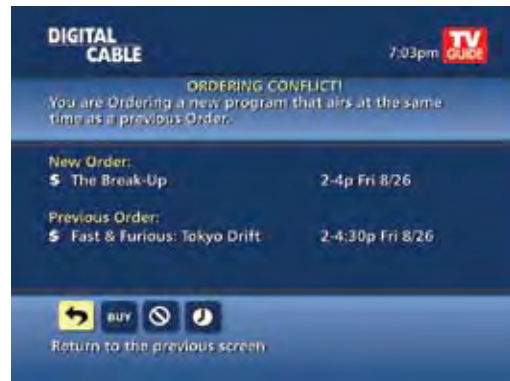 DIGITAL
CABLE
7:03pm
TV
GUIDE
ORDERING CONFLICT!
You are Ordering a new program that airs at the same
time as a previous Order.
New Order:
$ The Break-Up 2-4p Fri 8/26
Previous Order:
$ Fast & Furious: Tokyo Drift 2-4:30p Fri 8/26
BUY
Return to the previous screen